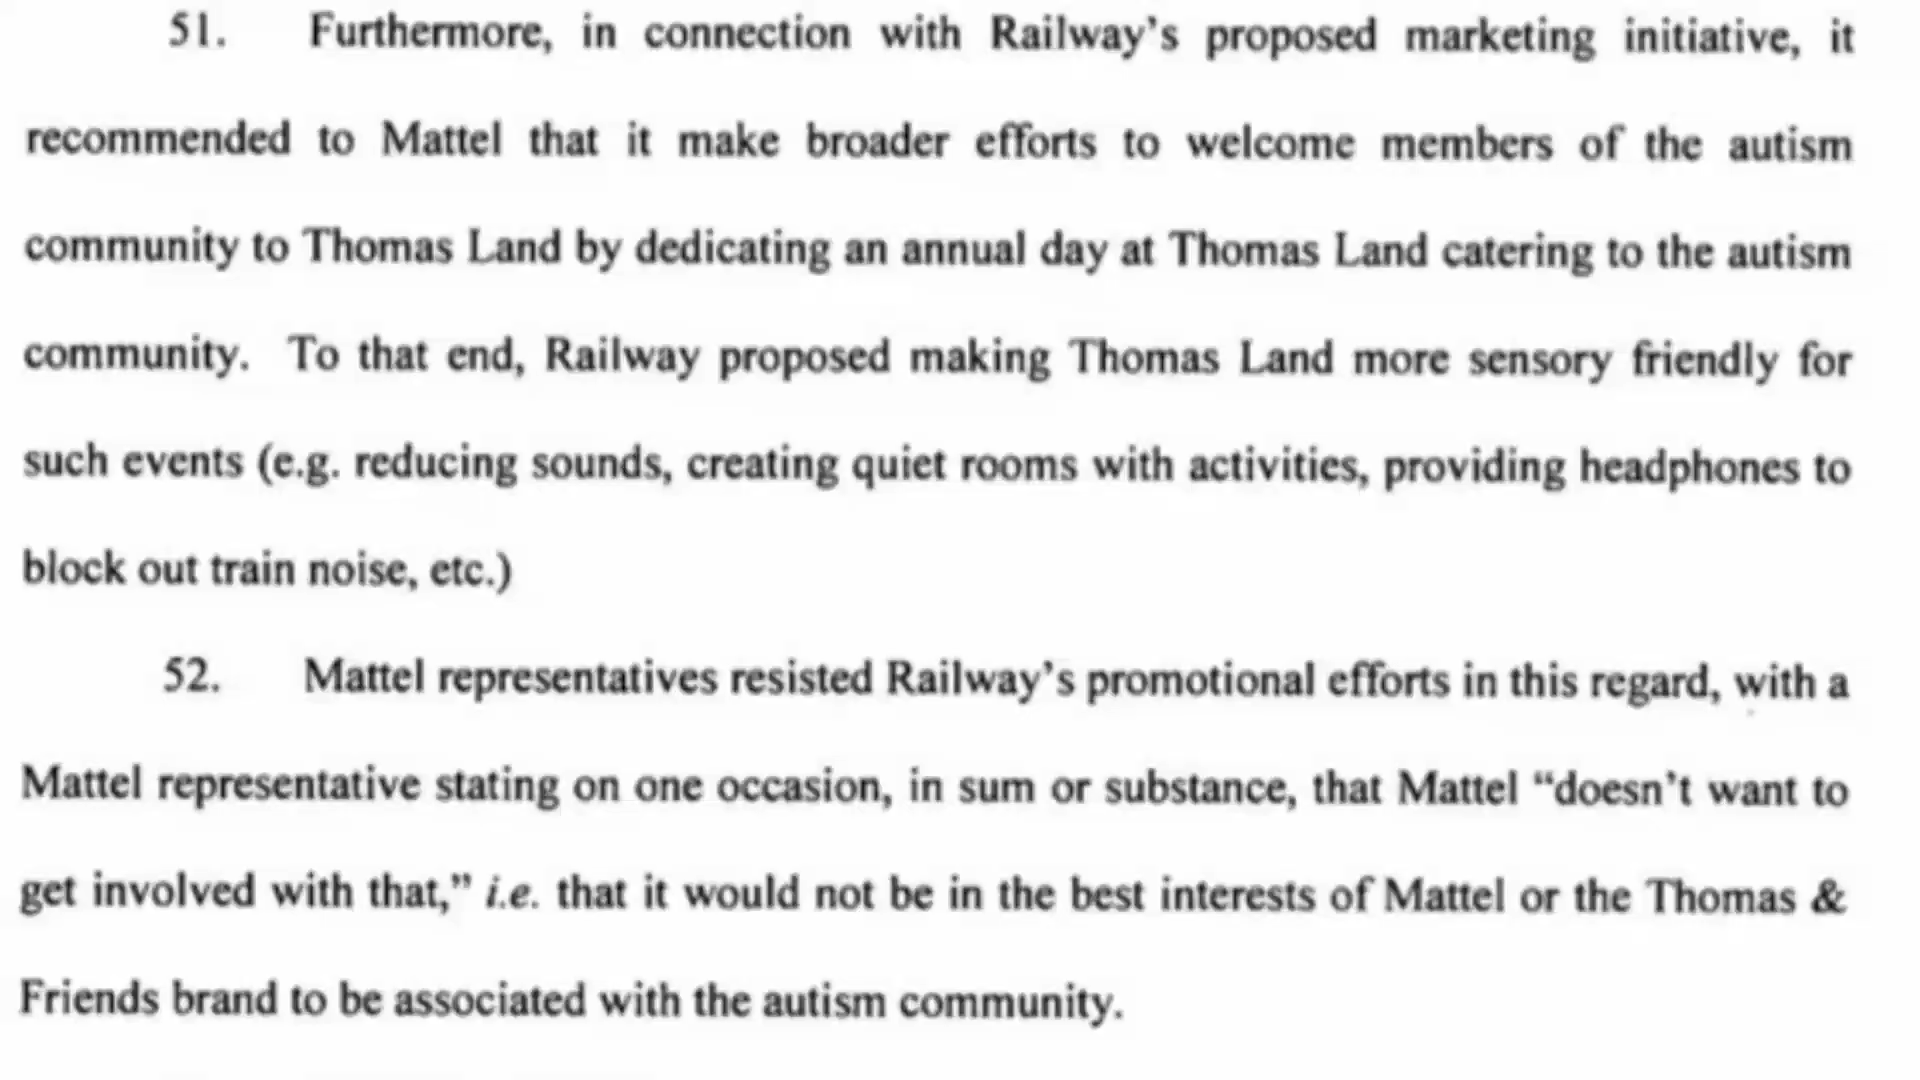 51. Furthermore, in connection with Railway's proposed marketing initiative, it
recommended to Mattel that it make broader efforts to welcome members of the autism
community to Thomas Land by dedicating an annual day at Thomas Land catering to the autism
community. To that end, Railway proposed making Thomas Land more sensory friendly for
such events (e.g. reducing sounds, creating quiet rooms with activities, providing headphones to
block out train noise, etc.)
52. Mattel representatives resisted Railway's promotional efforts in this regard, with a
Mattel representative stating on one occasion, in sum or substance, that Mattel “doesn't want to
get involved with that,” i.e. that it would not be in the best interests of Mattel or the Thomas &
Friends brand to be associated with the autism community.